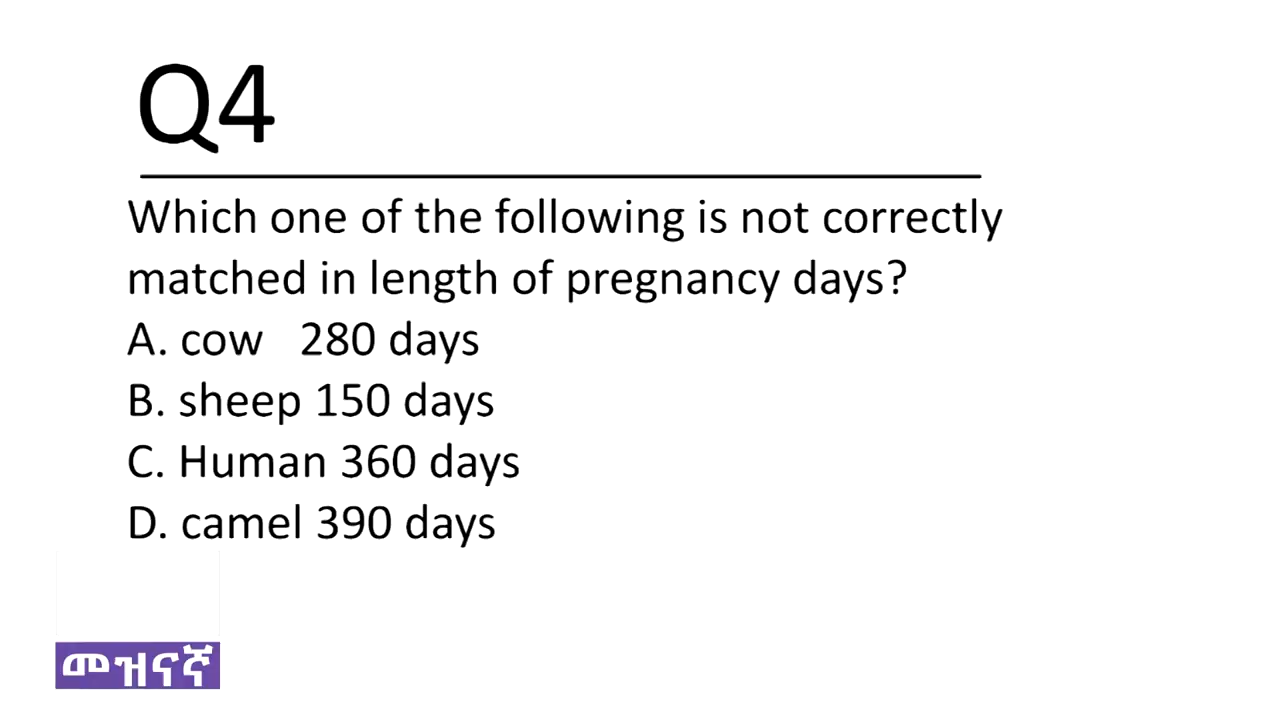 Q4
Which one of the following is not correctly
matched in length of pregnancy days?
A. cow 280 days
B. sheep 150 days
C. Human 360 days
D. camel 390 days
መዝናኛ